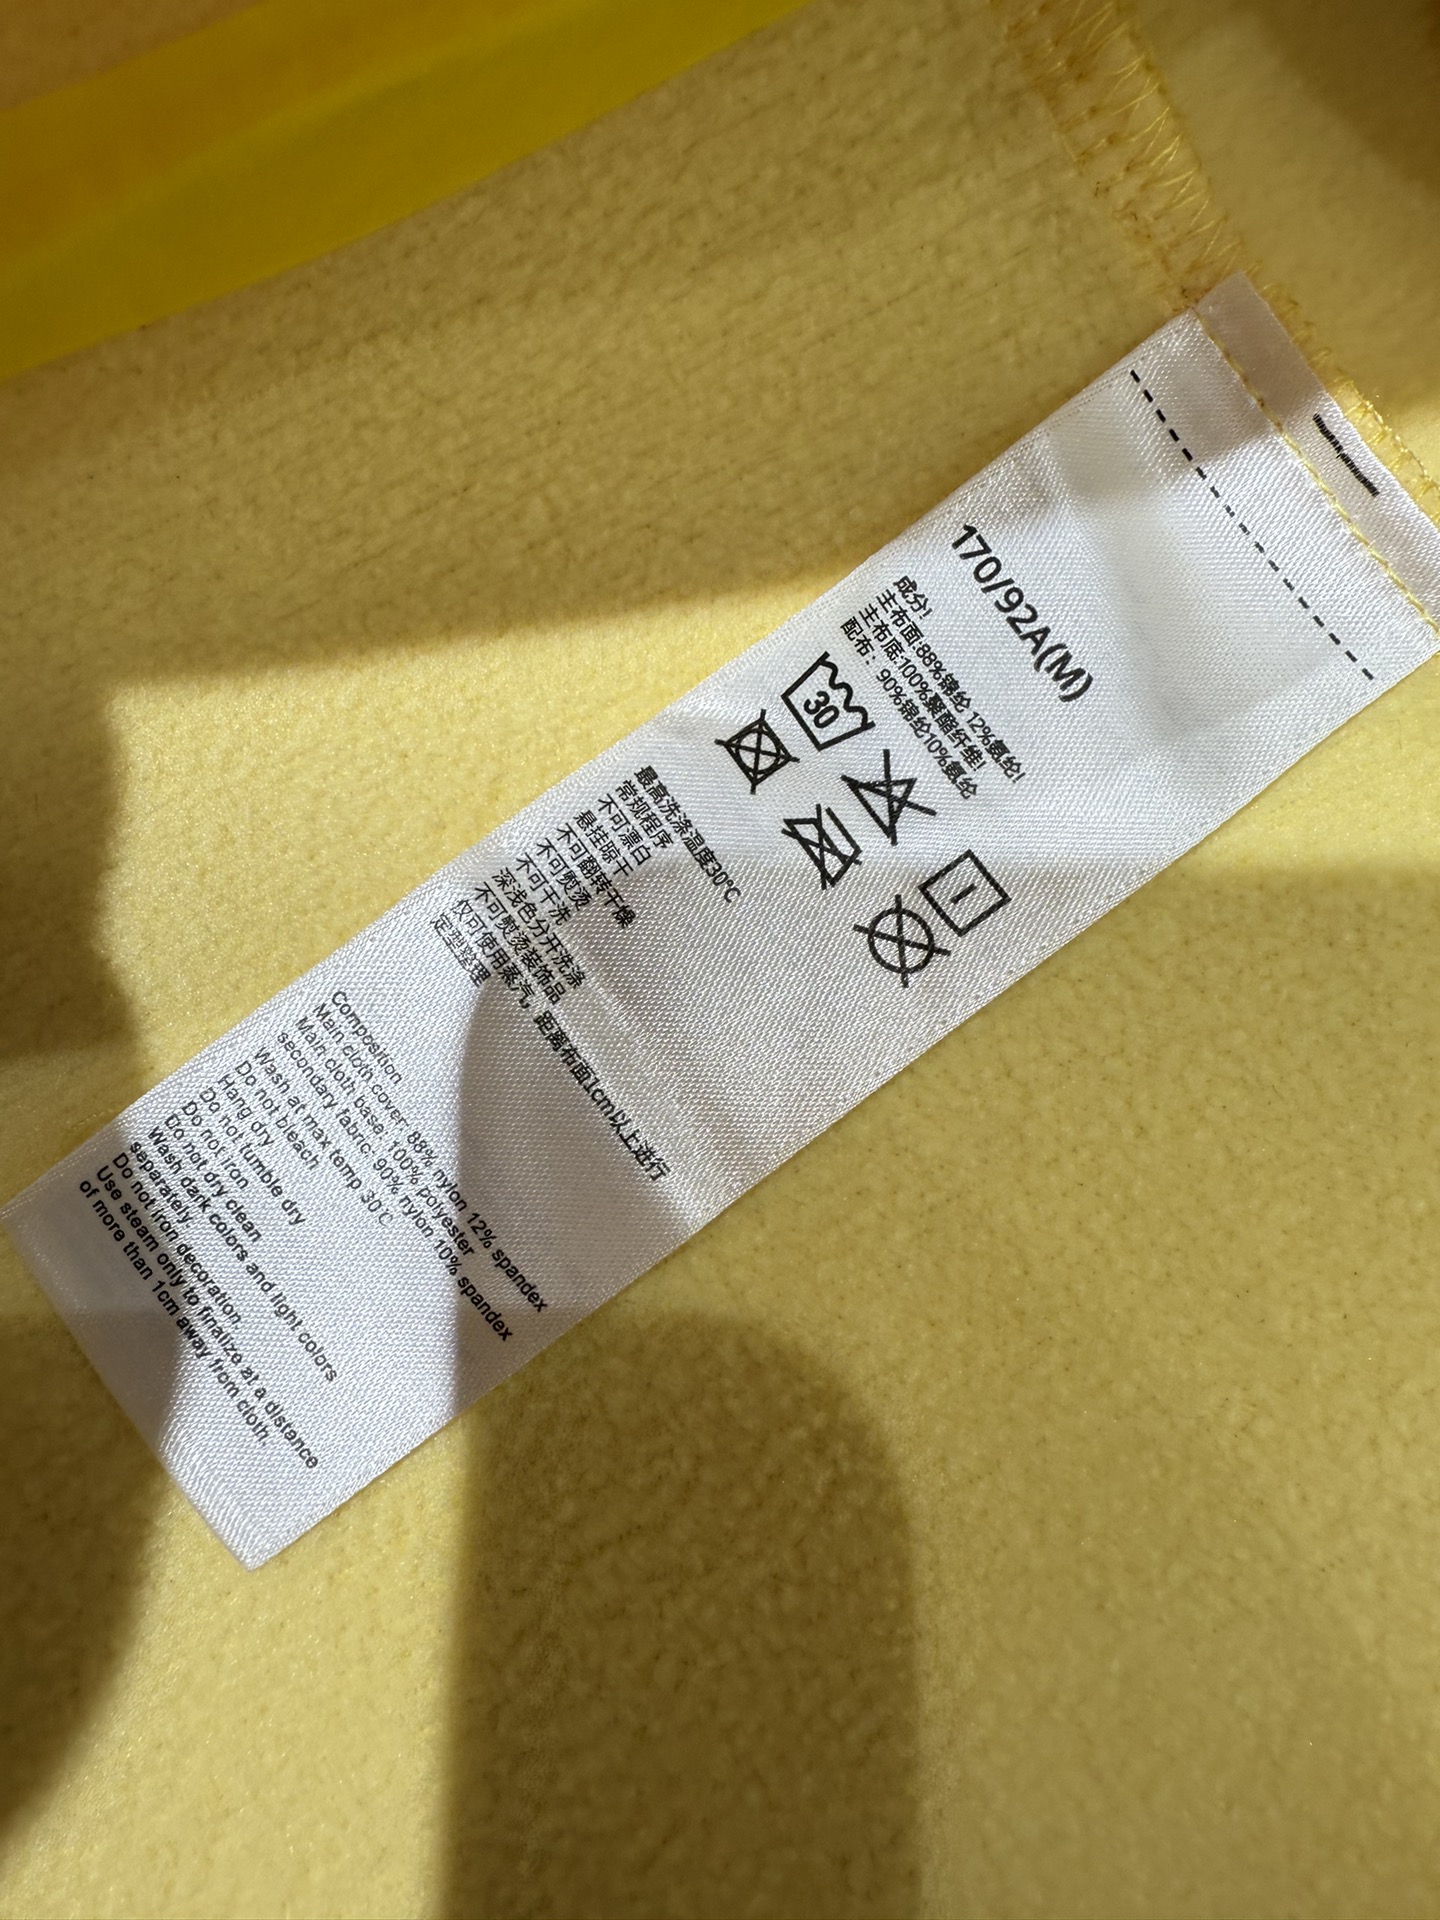 170/92A(M)
成分!
主布面:88%锦纶 12%氨纶!
主布底:100%聚酯纤维!
配布：90%锦纶10%氨纶
30
最高洗涤温度30℃
常规程序
不可漂白
悬挂晾干
不可翻转干燥
不可熨烫
不可干洗
深浅色分开洗涤
不可熨烫装饰品
仅可使用蒸汽，距离布面1cm以上进行
定型整理
Composition
Main cloth cover: 88% nylon 12% spandex
Main cloth base: 100% polyester
secondary fabric: 90% nylon 10% spandex
Wash at max temp 30℃
Do not bleach
Hang dry
Do not tumble dry
Do not iron
Do not dry clean
Wash dark colors and light colors
separately.
Do not iron decoration.
Use steam only to finalize at a distance
of more than 1cm away from cloth.